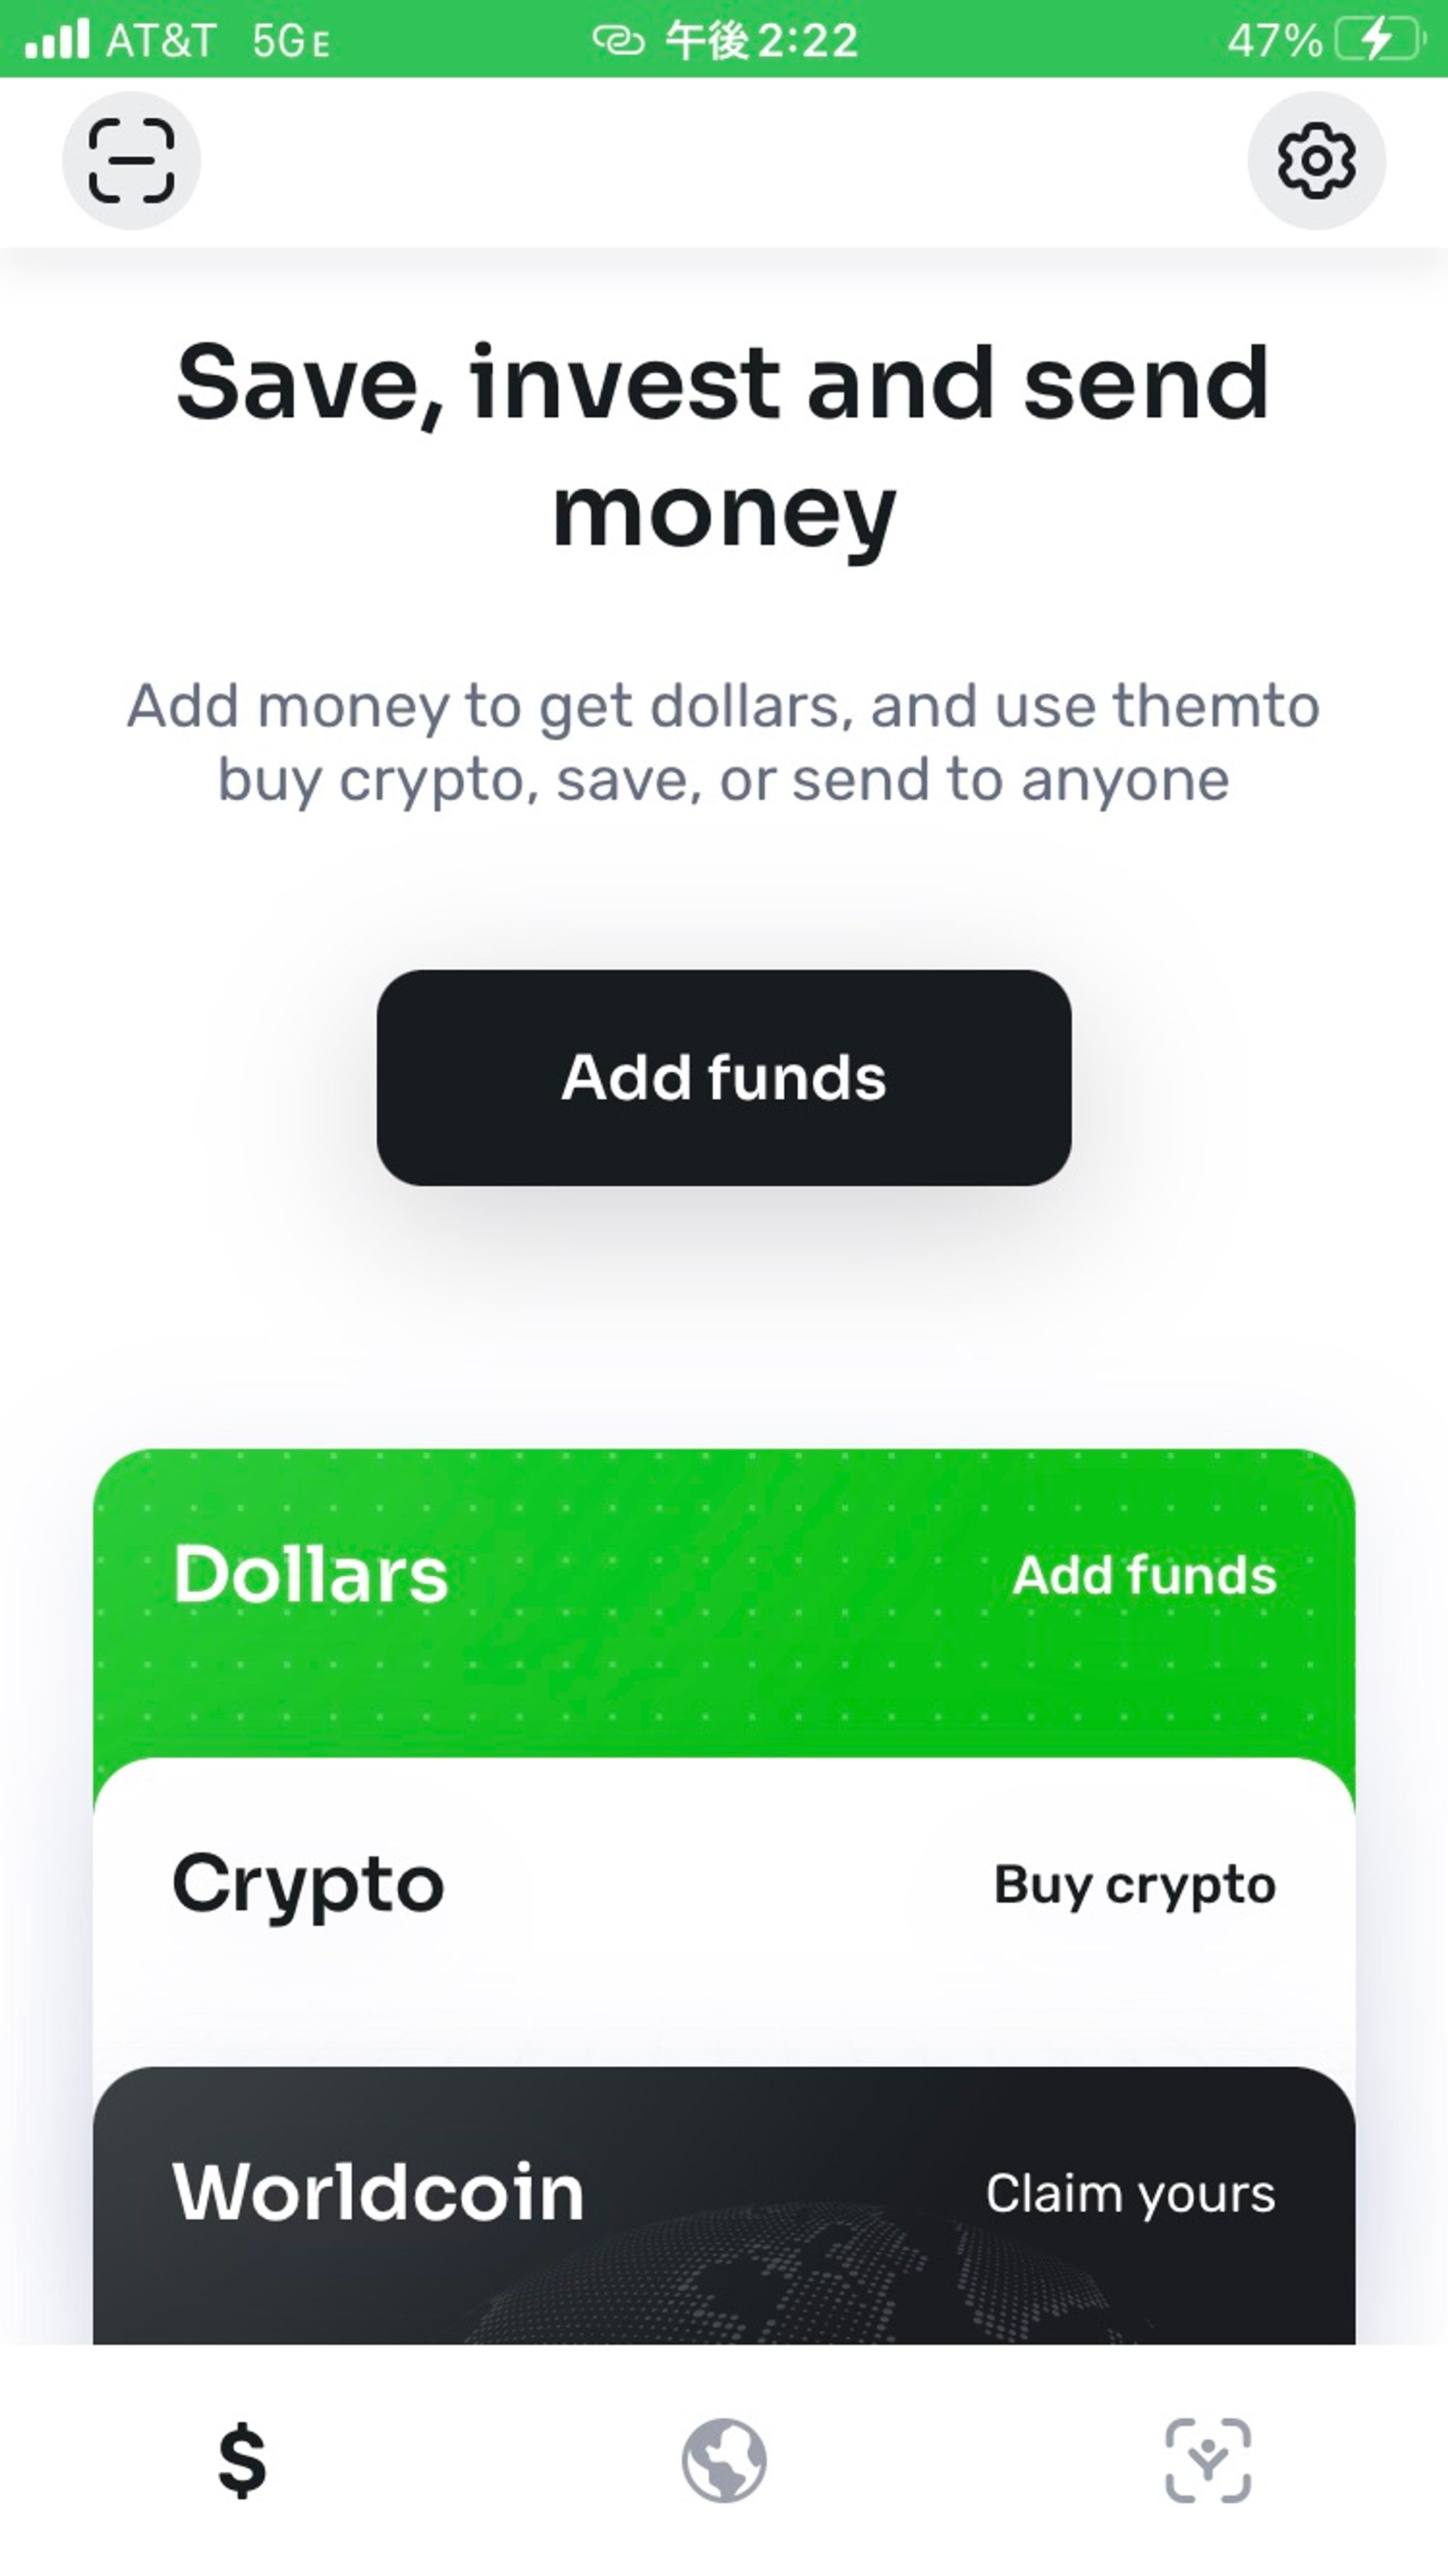 AT&T 5GE 午後2:22 47%
Save, invest and send
money
Add money to get dollars, and use themto
buy crypto, save, or send to anyone
Add funds
Dollars Add funds
Crypto Buy crypto
Worldcoin Claim yours
$